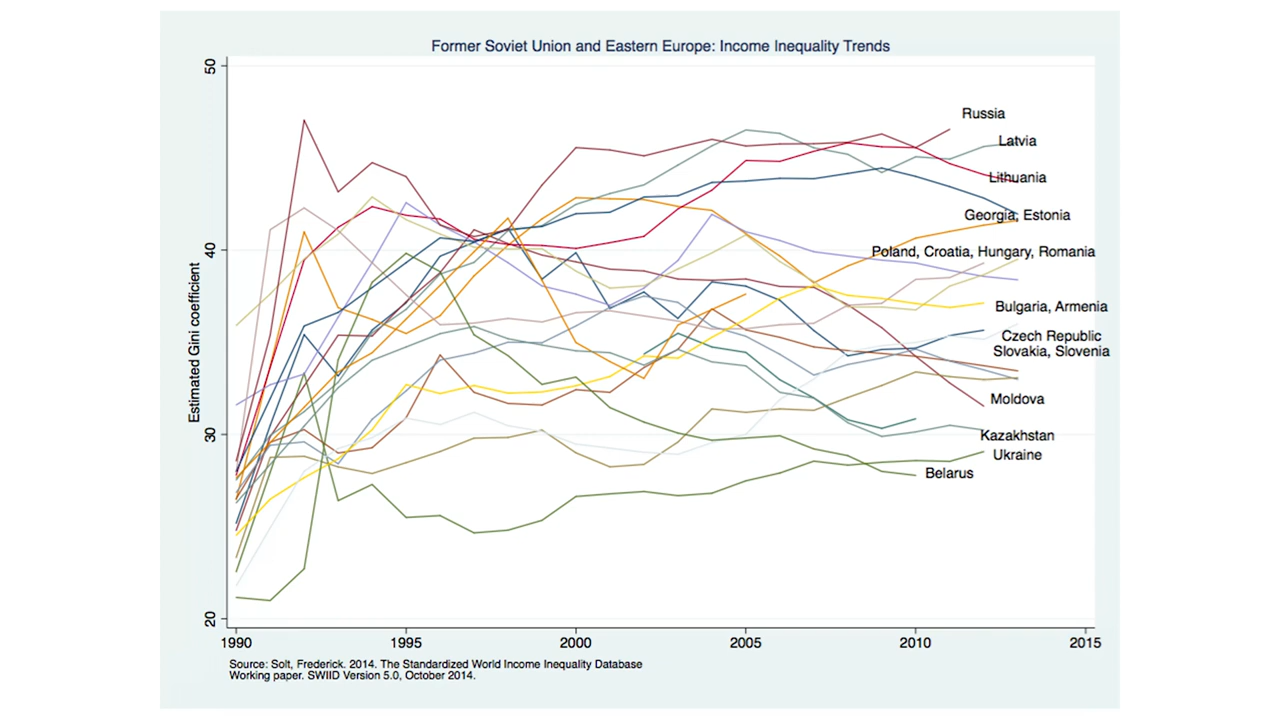 Former Soviet Union and Eastern Europe: Income Inequality Trends
50
40
30
20
Estimated Gini coefficient
Russia
Latvia
Lithuania
Georgia, Estonia
Poland, Croatia, Hungary, Romania
Bulgaria, Armenia
Czech Republic
Slovakia, Slovenia
Moldova
Kazakhstan
Ukraine
Belarus
1990 1995 2000 2005 2010 2015
Source: Solt, Frederick. 2014. The Standardized World Income Inequality Database
Working paper. SWIID Version 5.0, October 2014.